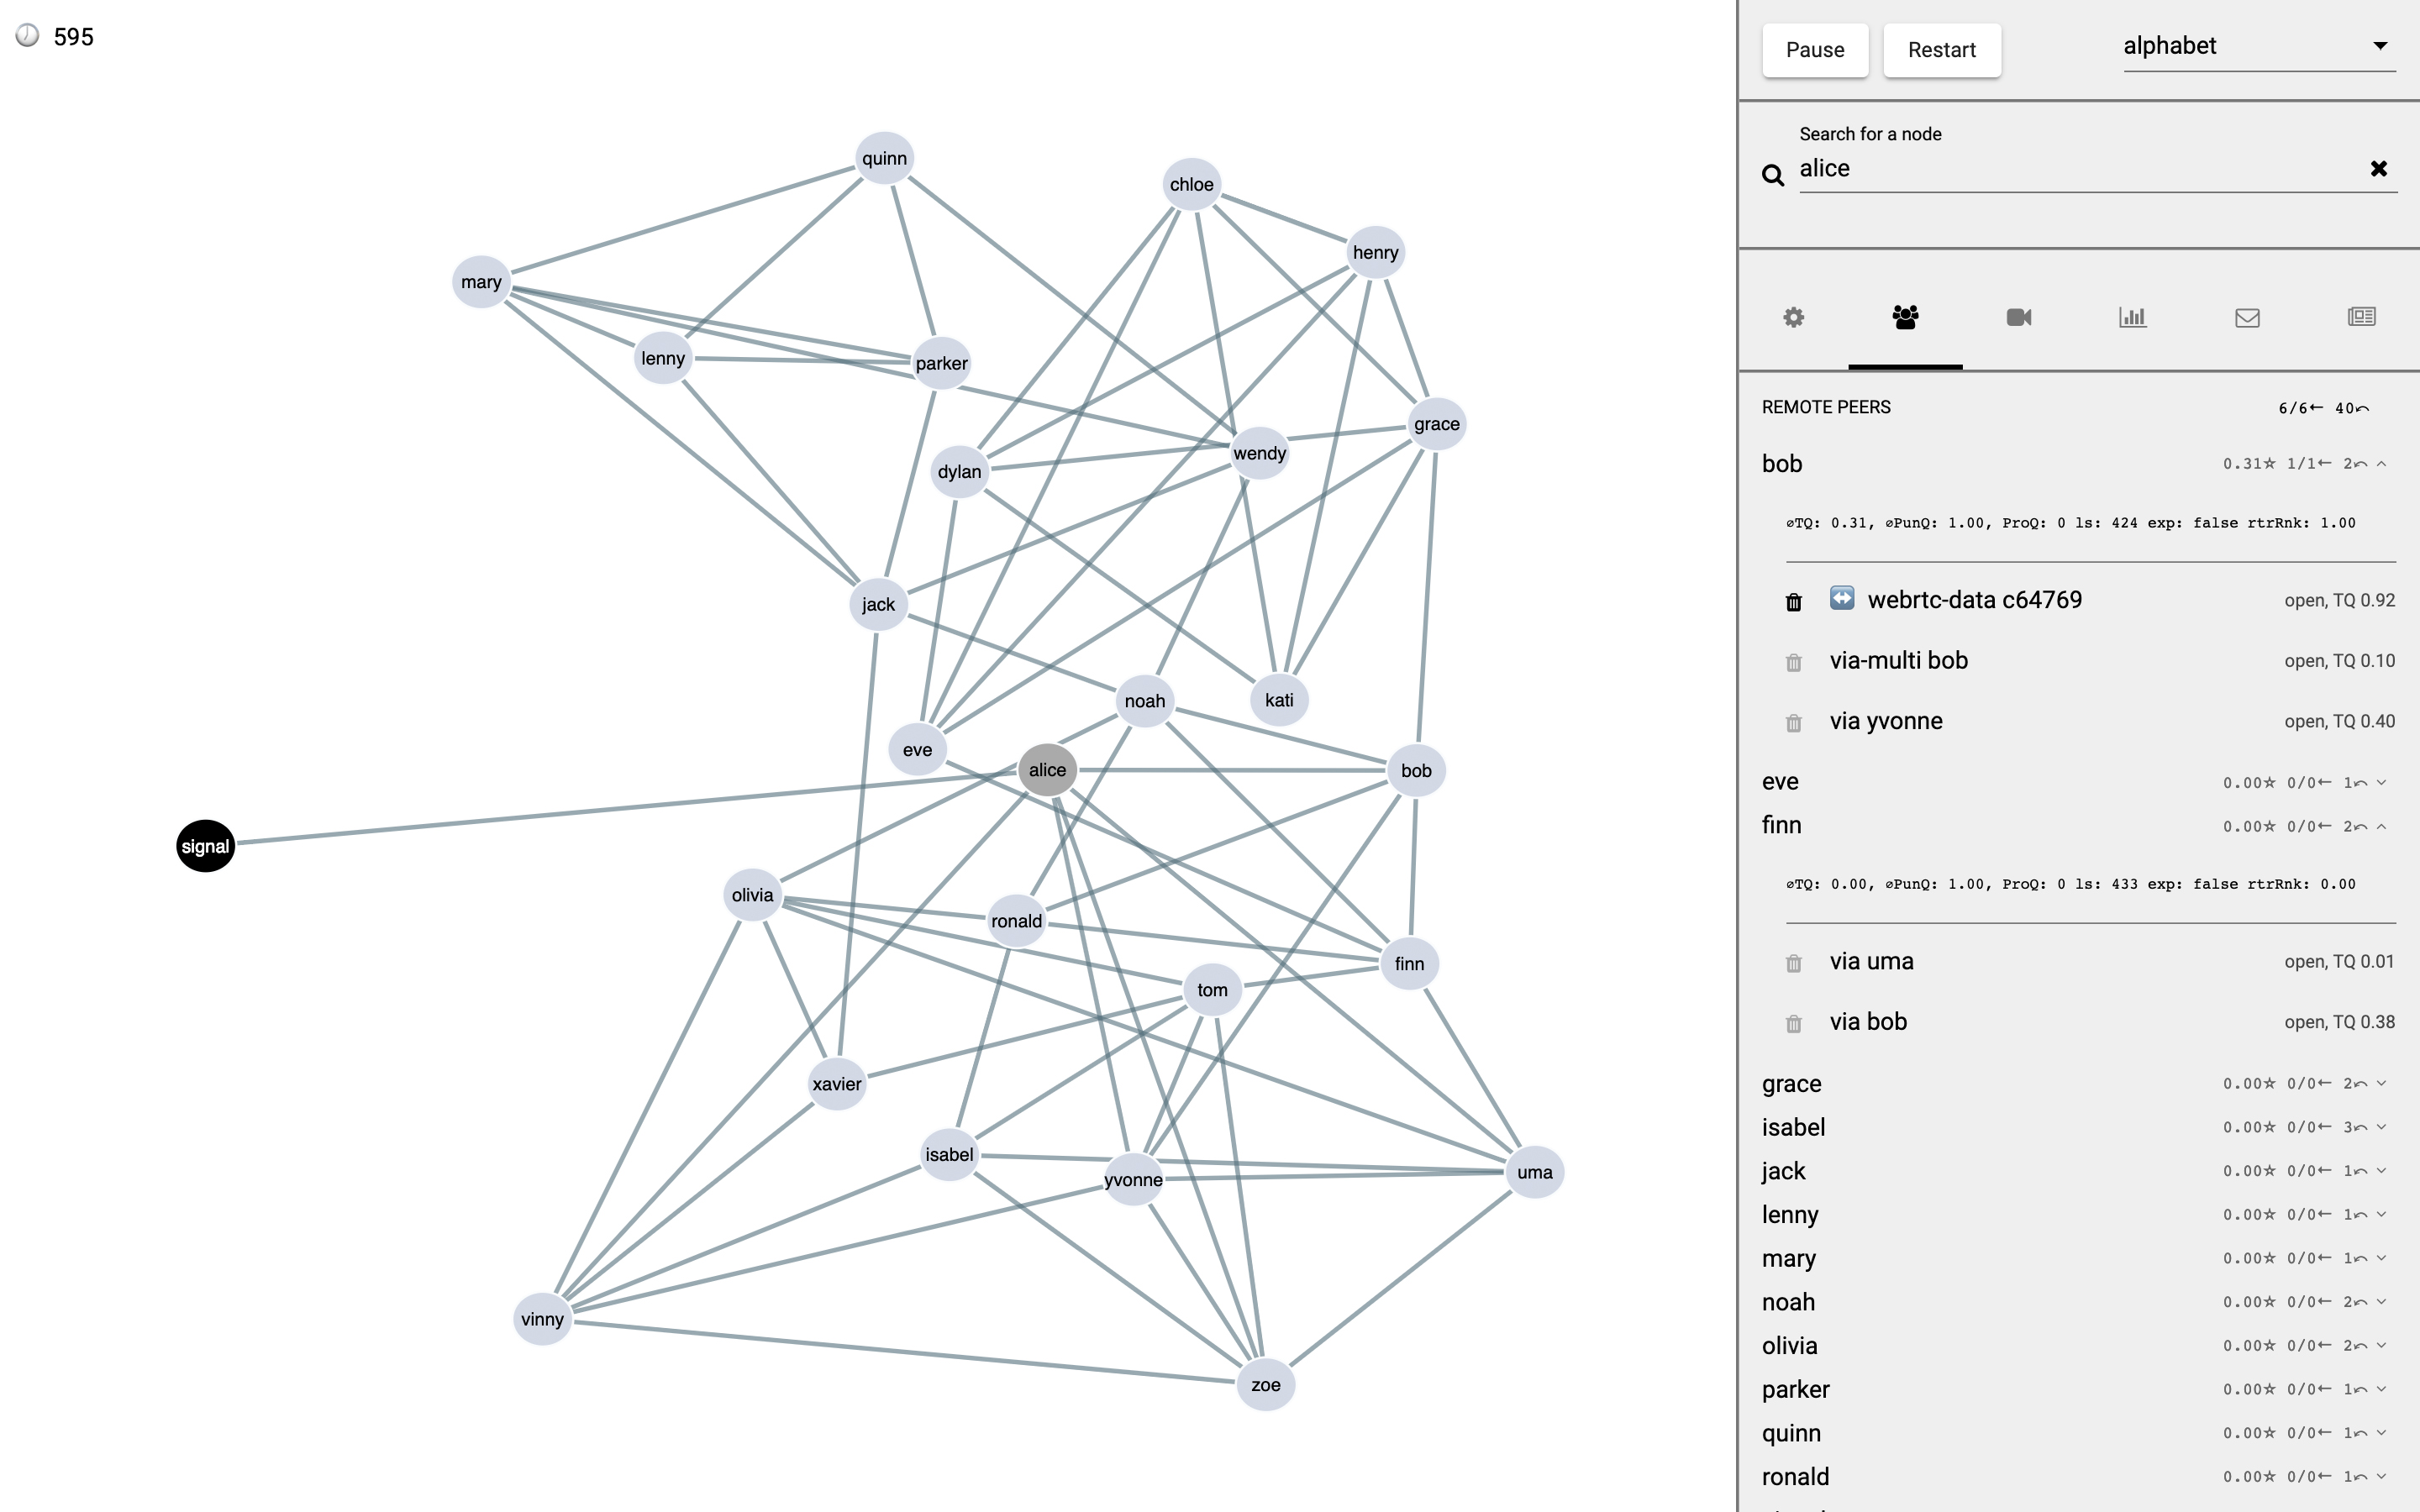 595
quinn
chloe
henry
mary
lenny
parker
grace
wendy
dylan
jack
noah
kati
eve
alice
bob
signal
olivia
ronald
finn
tom
xavier
isabel
yvonne
uma
vinny
zoe
Pause
Restart
alphabet
Search for a node
alice
REMOTE PEERS 6/6← 40↶
bob 0.31☆ 1/1← 2↶
⌀TQ: 0.31, ⌀PunQ: 1.00, ProQ: 0 ls: 424 exp: false rtrRnk: 1.00
↔ webrtc-data c64769 open, TQ 0.92
via-multi bob open, TQ 0.10
via yvonne open, TQ 0.40
eve 0.00☆ 0/0← 1↶
finn 0.00☆ 0/0← 2↶
⌀TQ: 0.00, ⌀PunQ: 1.00, ProQ: 0 ls: 433 exp: false rtrRnk: 0.00
via uma open, TQ 0.01
via bob open, TQ 0.38
grace 0.00☆ 0/0← 2↶
isabel 0.00☆ 0/0← 3↶
jack 0.00☆ 0/0← 1↶
lenny 0.00☆ 0/0← 1↶
mary 0.00☆ 0/0← 1↶
noah 0.00☆ 0/0← 2↶
olivia 0.00☆ 0/0← 2↶
parker 0.00☆ 0/0← 1↶
quinn 0.00☆ 0/0← 1↶
ronald 0.00☆ 0/0← 1↶